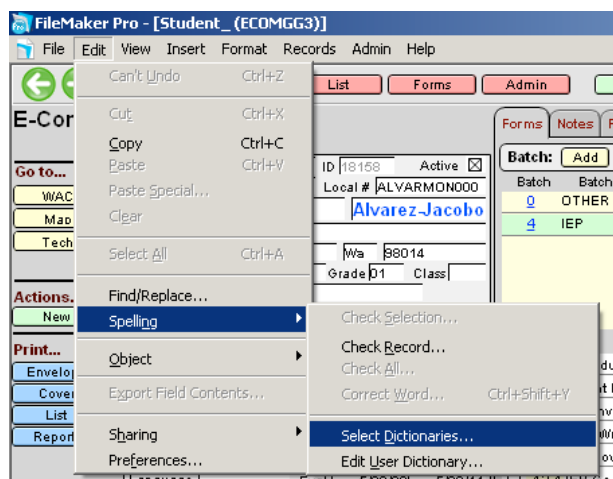 FileMaker Pro - [Student_ (ECOMGG3)]
File Edit View Insert Format Records Admin Help
List Forms Admin
E-Cor
Go to...
WAC
Map
Tech
Actions.
New
Print...
Envelo
Cover
List
Report
Can't Undo Ctrl+Z
Cut Ctrl+X
Copy Ctrl+C
Paste Ctrl+V
Paste Special...
Clear
Select All Ctrl+A
Find/Replace...
Spelling
Object
Export Field Contents...
Sharing
Preferences...
Check Selection...
Check Record...
Check All...
Correct Word... Ctrl+Shift+Y
Select Dictionaries...
Edit User Dictionary...
ID 18158 Active
Local # ALVARMON000
Alvarez-Jacobo
Wa 98014
Grade 01 Class
Forms Notes
Batch: Add
Batch Batch
0 OTHER
4 IEP